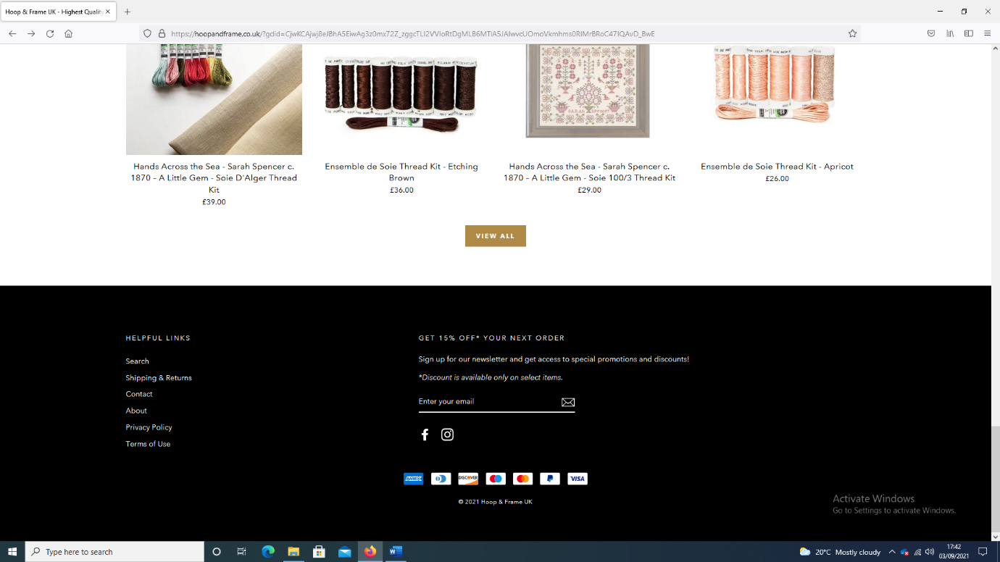 Hoop & Frame UK - Highest Quality
https://hoopandframe.co.uk/?gdid=CjwKCAjwj8eJBhA5EiwAg3z0mx72Z_zggcTLI2VVIoRtDgMLB6MTlA5JAIwvcUOmoVkmhms0RIMrBRoC47IQAvD_BwE
Hands Across the Sea - Sarah Spencer c.
1870 – A Little Gem - Soie D'Alger Thread
Kit
£39.00
Ensemble de Soie Thread Kit - Etching
Brown
£36.00
Hands Across the Sea - Sarah Spencer c.
1870 – A Little Gem - Soie 100/3 Thread Kit
£29.00
Ensemble de Soie Thread Kit - Apricot
£26.00
VIEW ALL
HELPFUL LINKS
Search
Shipping & Returns
Contact
About
Privacy Policy
Terms of Use
GET 15% OFF* YOUR NEXT ORDER
Sign up for our newsletter and get access to special promotions and discounts!
*Discount is available only on select items.
Enter your email
AMEX
DISCOVER
VISA
© 2021 Hoop & Frame UK
Activate Windows
Go to Settings to activate Windows.
Type here to search
20°C Mostly cloudy
17:42
03/09/2021